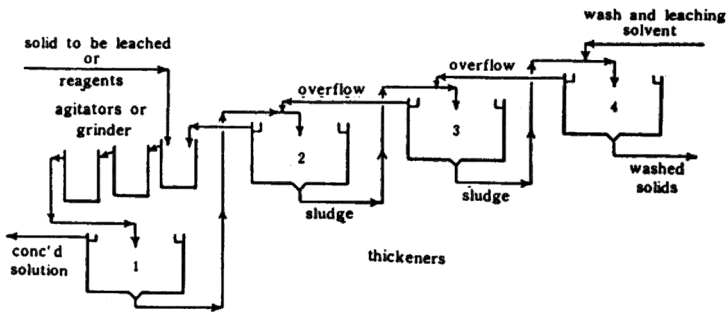 wash and leaching
solvent
solid to be leached
or
reagents
overflow
overflow
agitators or
grinder
4
3
2
washed
solids
sludge
sludge
conc'd
solution
1
thickeners